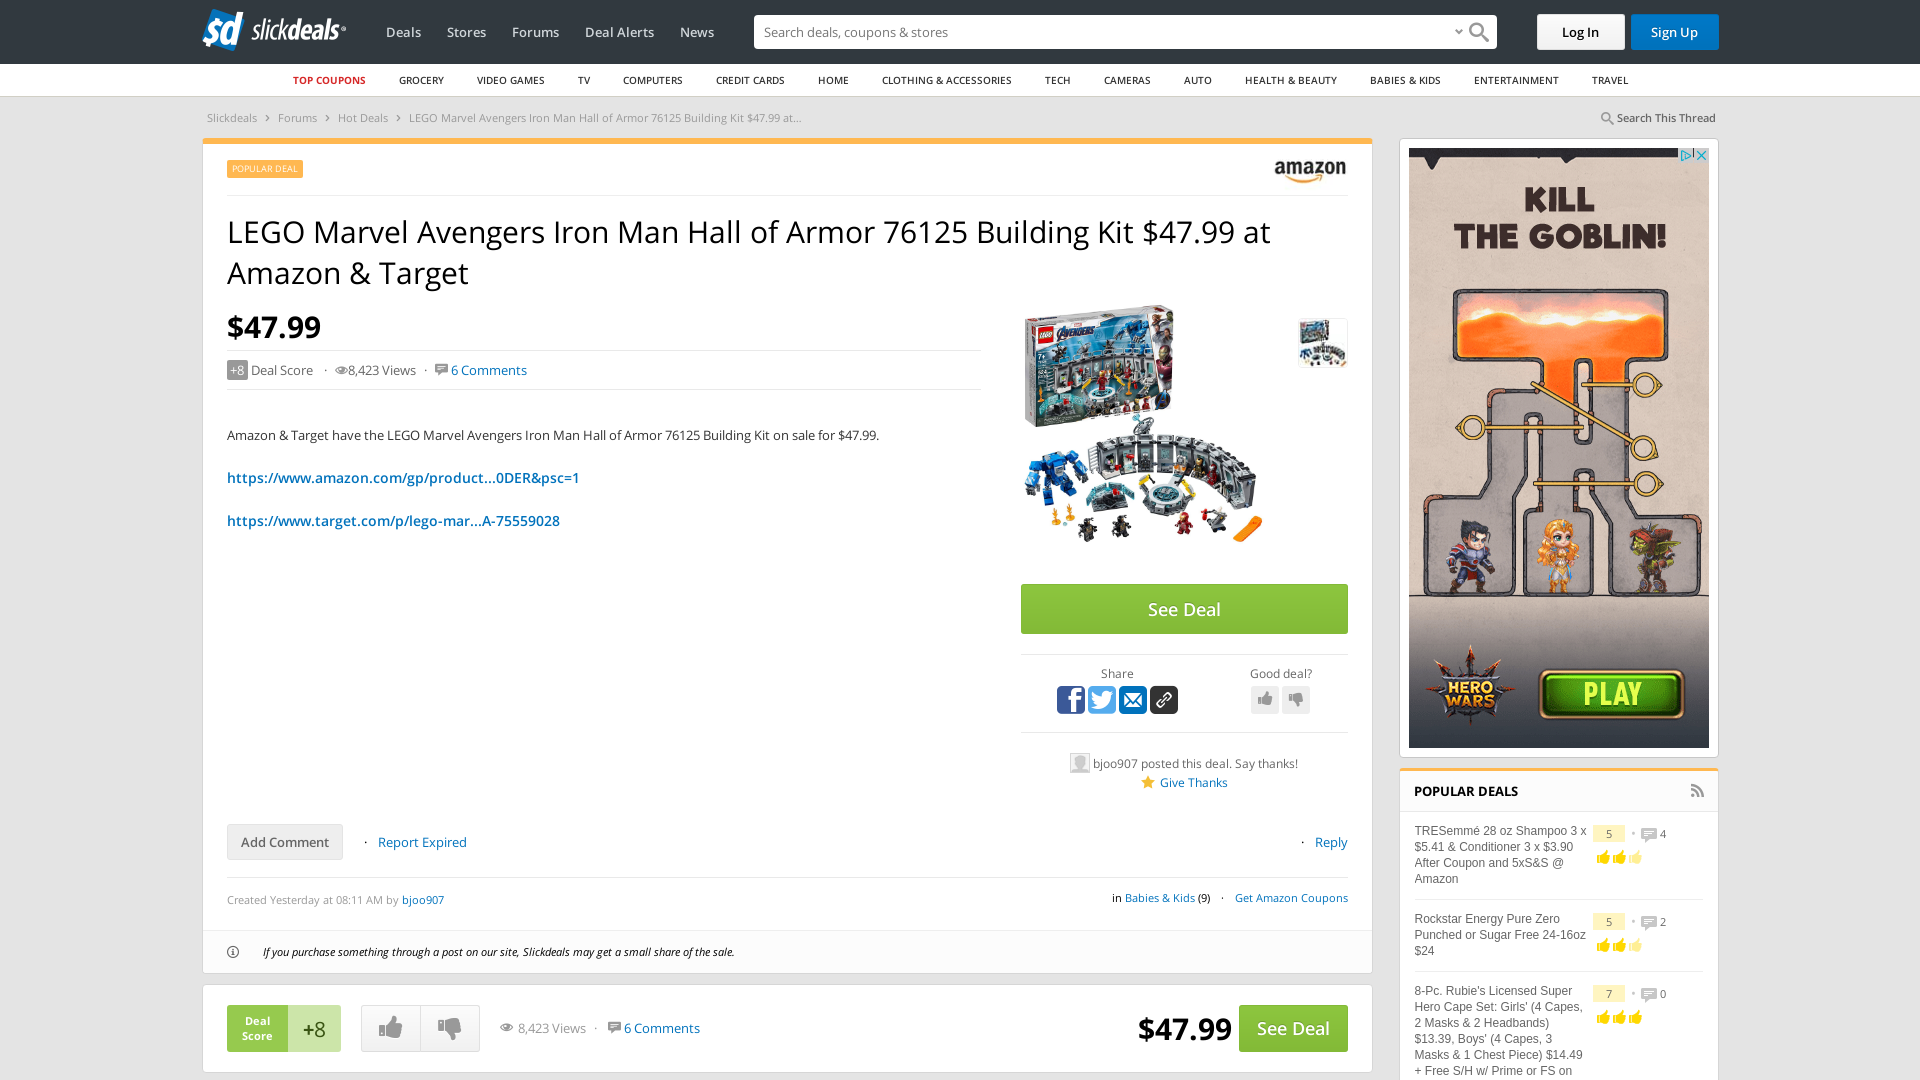 slickdeals
Deals
Stores
Forums
Deal Alerts
News
Search deals, coupons & stores
Log In
Sign Up
TOP COUPONS
GROCERY
VIDEO GAMES
TV
COMPUTERS
CREDIT CARDS
HOME
CLOTHING & ACCESSORIES
TECH
CAMERAS
AUTO
HEALTH & BEAUTY
BABIES & KIDS
ENTERTAINMENT
TRAVEL
Slickdeals › Forums › Hot Deals › LEGO Marvel Avengers Iron Man Hall of Armor 76125 Building Kit $47.99 at...
Search This Thread
POPULAR DEAL
amazon
LEGO Marvel Avengers Iron Man Hall of Armor 76125 Building Kit $47.99 at
Amazon & Target
$47.99
+8 Deal Score · 8,423 Views · 6 Comments
Amazon & Target have the LEGO Marvel Avengers Iron Man Hall of Armor 76125 Building Kit on sale for $47.99.
https://www.amazon.com/gp/product...0DER&psc=1
https://www.target.com/p/lego-mar...A-75559028
LEGO
AVENGERS
7+
See Deal
Share
Good deal?
bjoo907 posted this deal. Say thanks!
Give Thanks
Add Comment
· Report Expired
· Reply
Created Yesterday at 08:11 AM by bjoo907
in Babies & Kids (9) · Get Amazon Coupons
If you purchase something through a post on our site, Slickdeals may get a small share of the sale.
Deal
Score
+8
8,423 Views · 6 Comments
$47.99
See Deal
KILL
THE GOBLIN!
HERO
WARS
PLAY
POPULAR DEALS
TRESemmé 28 oz Shampoo 3 x
$5.41 & Conditioner 3 x $3.90
After Coupon and 5xS&S @
Amazon
5 • 4
Rockstar Energy Pure Zero
Punched or Sugar Free 24-16oz
$24
5 • 2
8-Pc. Rubie's Licensed Super
Hero Cape Set: Girls' (4 Capes,
2 Masks & 2 Headbands)
$13.39, Boys' (4 Capes, 3
Masks & 1 Chest Piece) $14.49
+ Free S/H w/ Prime or FS on
7 • 0